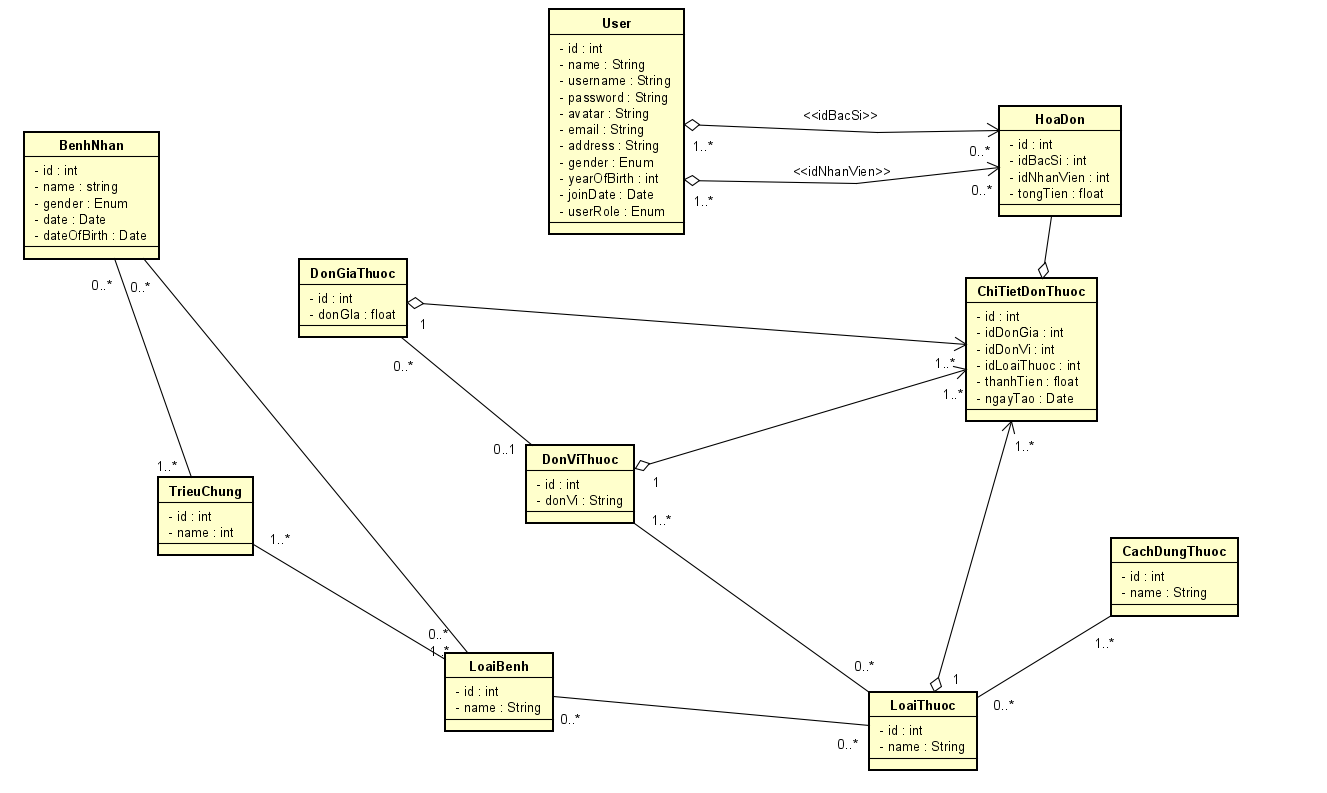 User
- id : int
- name : String
- username : String
- password : String
- avatar : String
- email : String
- address : String
- gender : Enum
- yearOfBirth : int
- joinDate : Date
- userRole : Enum
<<idBacSi>>
1..*
0..*
<<idNhanVien>>
1..*
0..*
HoaDon
- id : int
- idBacSi : int
- idNhanVien : int
- tongTien : float
BenhNhan
- id : int
- name : string
- gender : Enum
- date : Date
- dateOfBirth : Date
0..*
0..*
DonGiaThuoc
- id : int
- donGIa : float
1
0..*
ChiTietDonThuoc
- id : int
- idDonGia : int
- idDonVi : int
- idLoaiThuoc : int
- thanhTien : float
- ngayTao : Date
1..*
1..*
1..*
0..1
DonViThuoc
- id : int
- donVi : String
1
1..*
1..*
TrieuChung
- id : int
- name : int
1..*
CachDungThuoc
- id : int
- name : String
1..*
0..*
1..*
LoaiBenh
- id : int
- name : String
0..*
0..*
1
0..*
0..*
LoaiThuoc
- id : int
- name : String